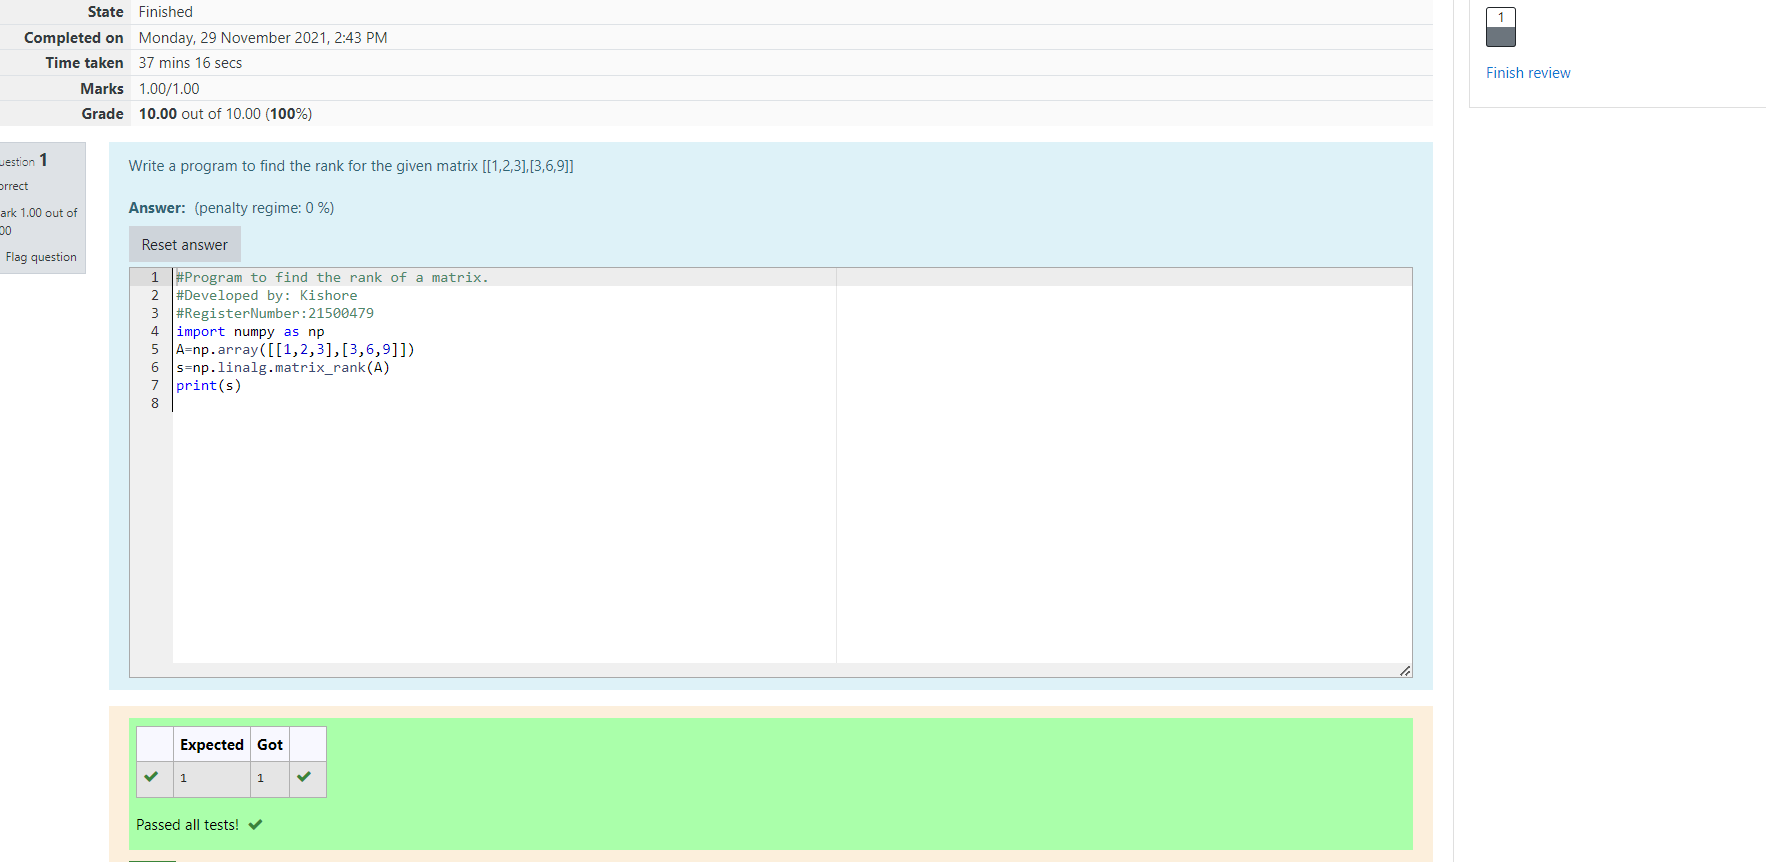 State Finished
Completed on Monday, 29 November 2021, 2:43 PM
Time taken 37 mins 16 secs
Marks 1.00/1.00
Grade 10.00 out of 10.00 (100%)
1
Finish review
uestion 1
orrect
ark 1.00 out of
00
Flag question
Write a program to find the rank for the given matrix [[1,2,3],[3,6,9]]
Answer: (penalty regime: 0 %)
Reset answer
1 #Program to find the rank of a matrix.
2 #Developed by: Kishore
3 #RegisterNumber:21500479
4 import numpy as np
5 A=np.array([[1,2,3],[3,6,9]])
6 s=np.linalg.matrix_rank(A)
7 print(s)
8
Expected Got
1 1
Passed all tests!